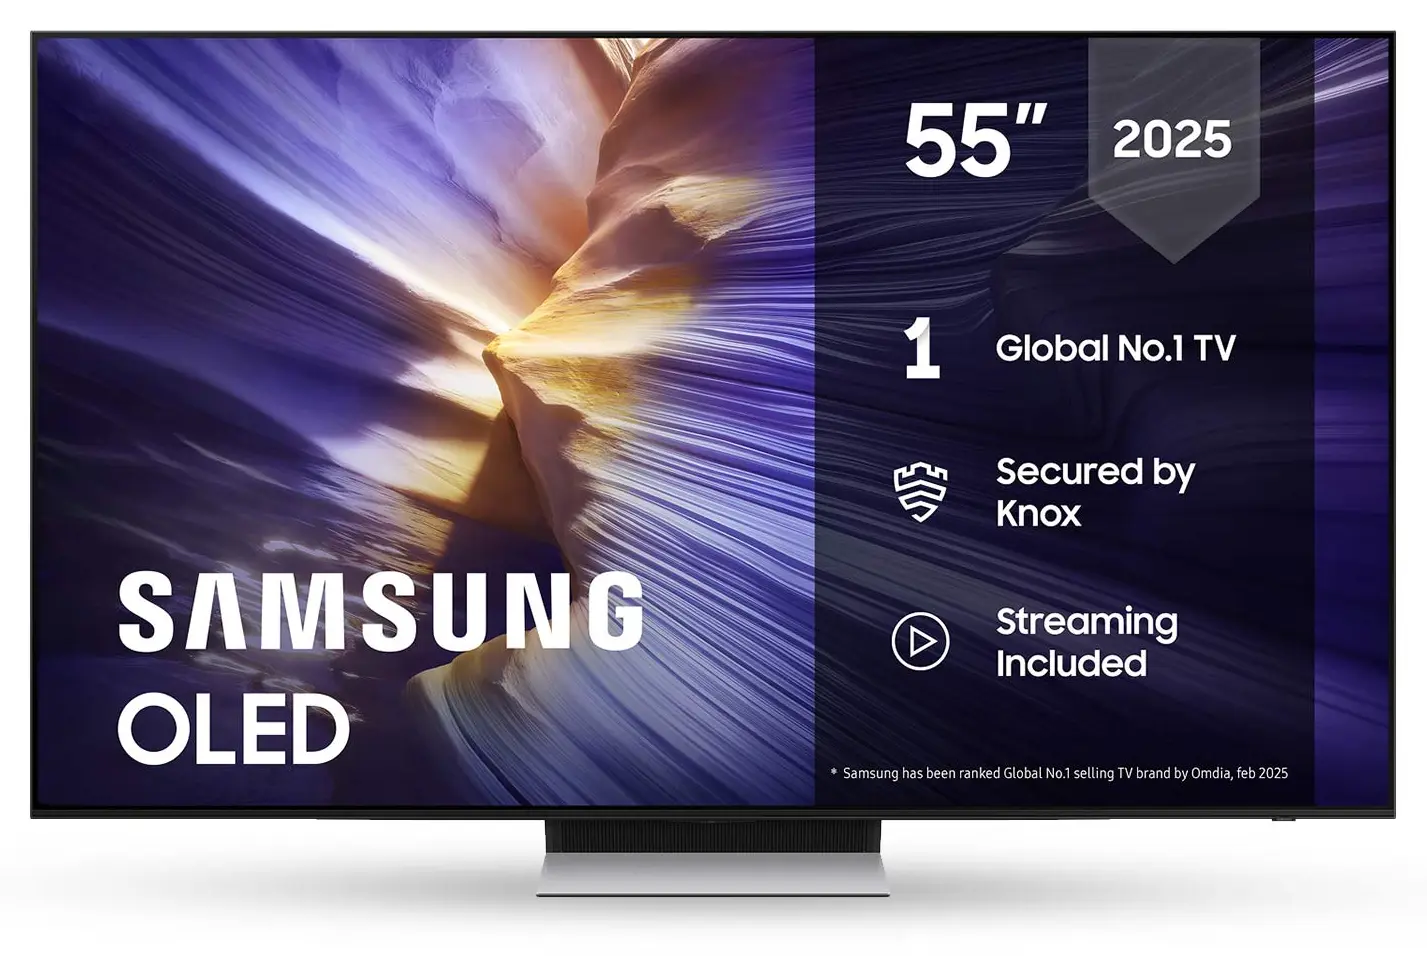 55"
2025
1
Global No.1 TV
Secured by
Knox
Streaming
Included
SAMSUNG
OLED
* Samsung has been ranked Global No.1 selling TV brand by Omdia, feb 2025